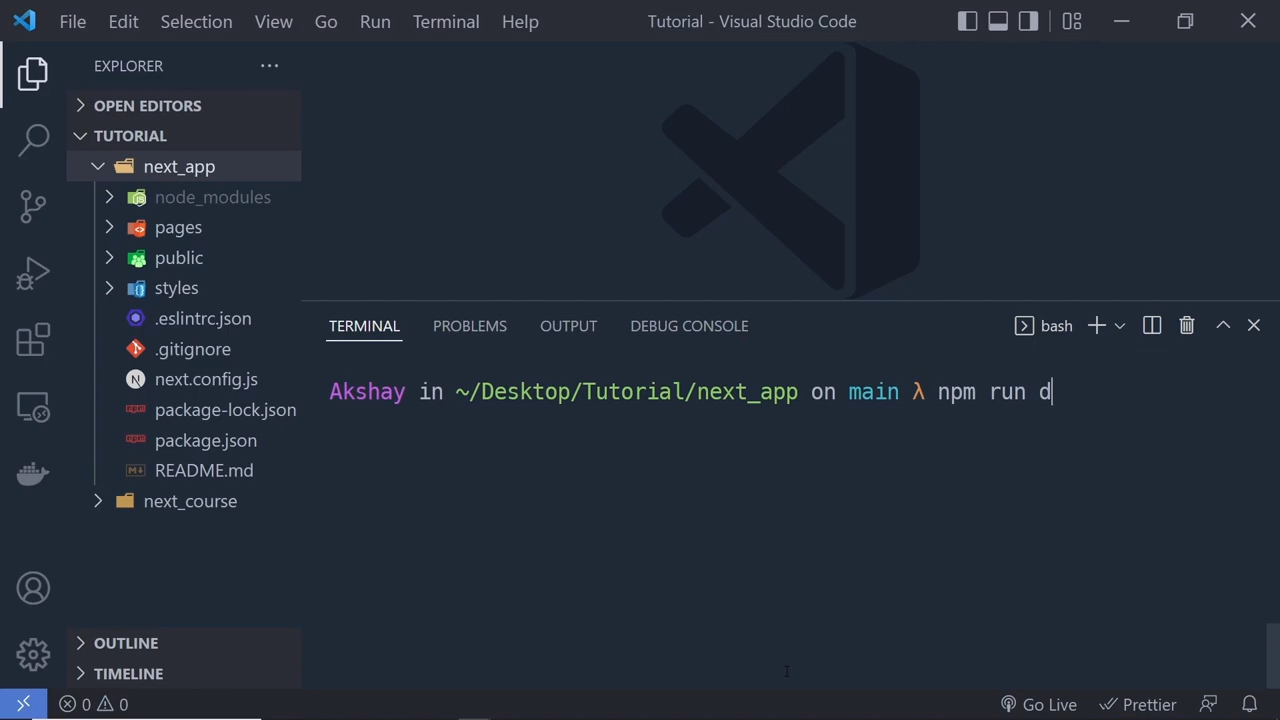 File Edit Selection View Go Run Terminal Help Tutorial - Visual Studio Code
EXPLORER
OPEN EDITORS
TUTORIAL
next_app
node_modules
pages
public
styles
.eslintrc.json
.gitignore
next.config.js
package-lock.json
package.json
README.md
next_course
OUTLINE
TIMELINE
TERMINAL PROBLEMS OUTPUT DEBUG CONSOLE bash
Akshay in ~/Desktop/Tutorial/next_app on main λ npm run d
0 0 Go Live Prettier